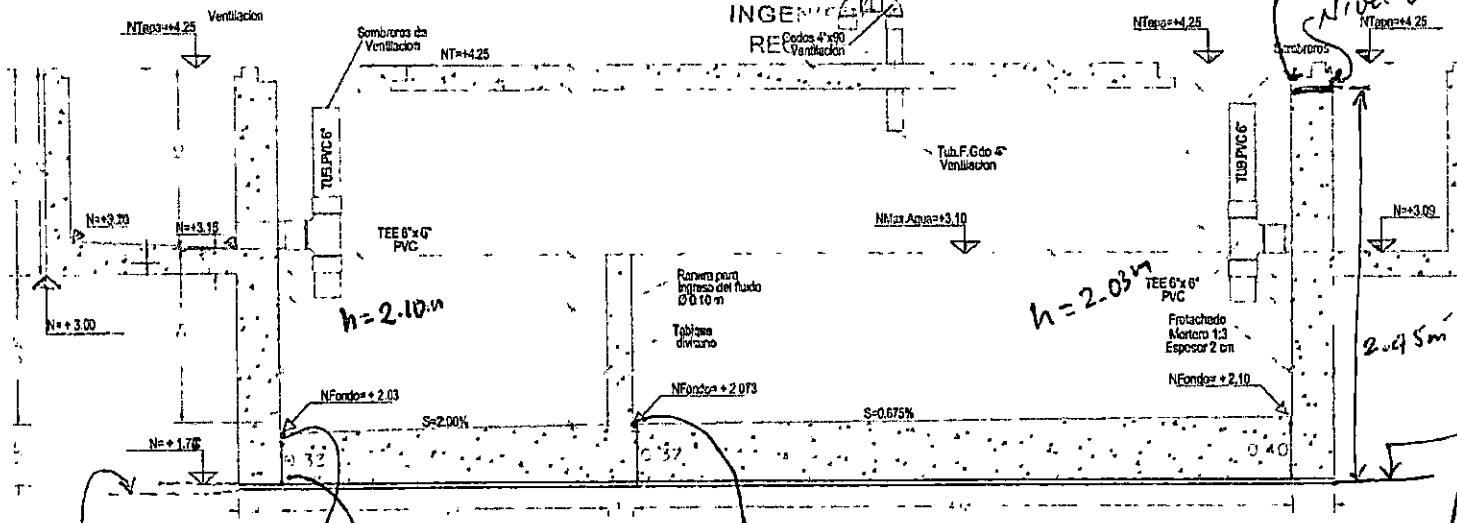 Ventilacion
NTapa=+4.25
Sombreros de
Ventilacion
NT=+4.25
Codos 4"x90
Ventilacion
NTapa=+4.25
NTapa=+4.25
Sombreros
TUB.PVC 6"
Tub.F.Gdo 4"
Ventilacion
TUB.PVC 6"
N=+3.20
N=+3.15
TEE 6"x 6"
PVC
NMax.Agua=+3.10
N=+3.09
Ranura para
ingreso del fluido
Ø 0.10 m
h=2.10m
h=2.03m
TEE 6"x 6"
PVC
N=+3.00
Tabique
divisorio
Frotachado
Mortero 1:3
Espesor 2 cm
2.45m
NFondo=+2.03
NFondo=+2.073
NFondo=+2.10
S=2.00%
S=0.675%
0.40